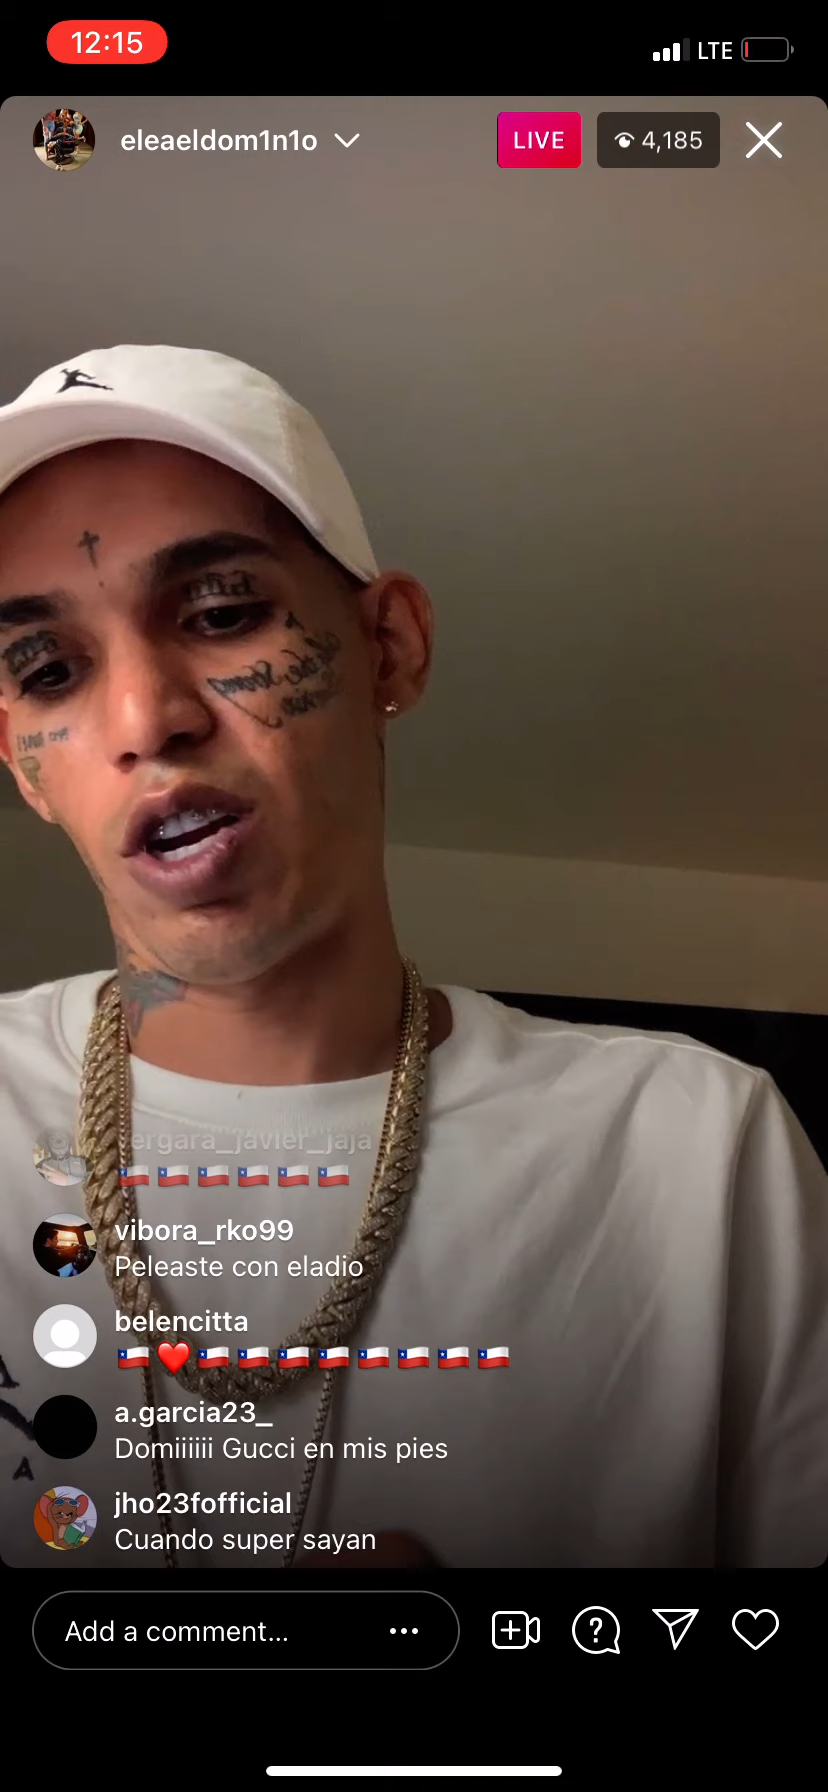 12:15
LTE
eleaeldom1n1o
LIVE
4,185
vergara_javier_jaja
🇨🇱🇨🇱🇨🇱🇨🇱🇨🇱🇨🇱
vibora_rko99
Peleaste con eladio
belencitta
🇨🇱❤️🇨🇱🇨🇱🇨🇱🇨🇱🇨🇱🇨🇱🇨🇱🇨🇱
a.garcia23_
Domiiiiii Gucci en mis pies
A
jho23fofficial
Cuando super sayan
Add a comment...